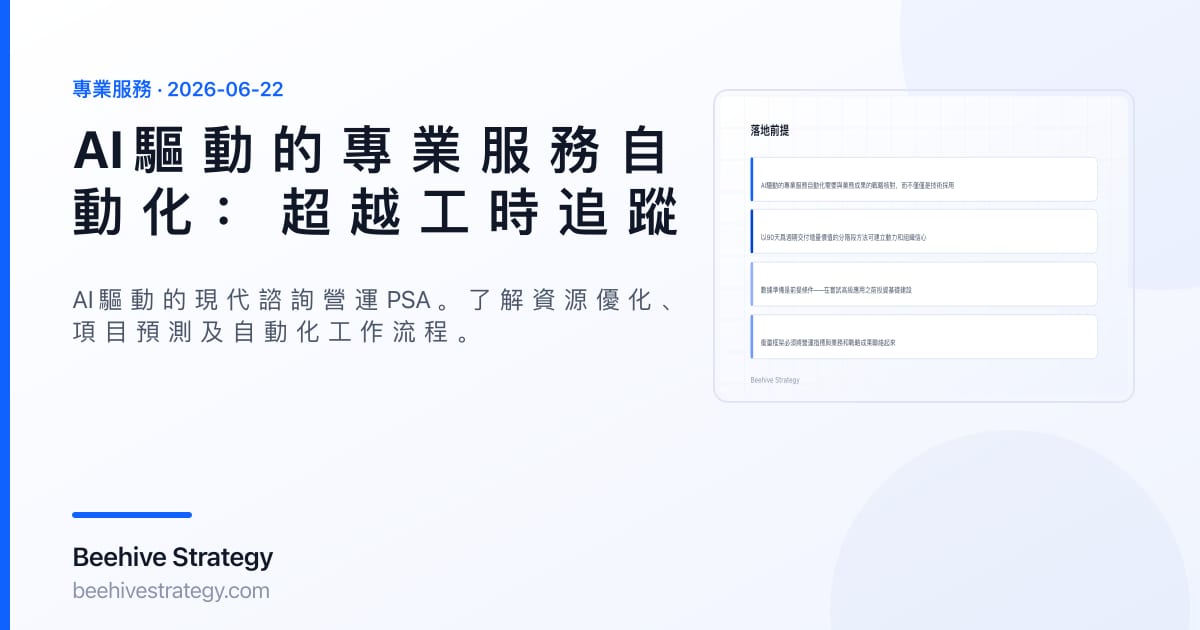 專業服務 · 2026-06-22
AI驅動的專業服務自
動化：超越工時追蹤
AI驅動的現代諮詢營運PSA。了解資源優化、
項目預測及自動化工作流程。
落地前提
AI驅動的專業服務自動化需要與業務成果的戰略核對，而不僅僅是技術採用
以90天為週期交付增量價值的分階段方法可建立動力和組織信心
數據準備是前提條件——在嘗試高級應用之前投資基礎建設
衡量框架必須將營運指標與業務和戰略成果聯絡起來
Beehive Strategy
Beehive Strategy
beehivestrategy.com